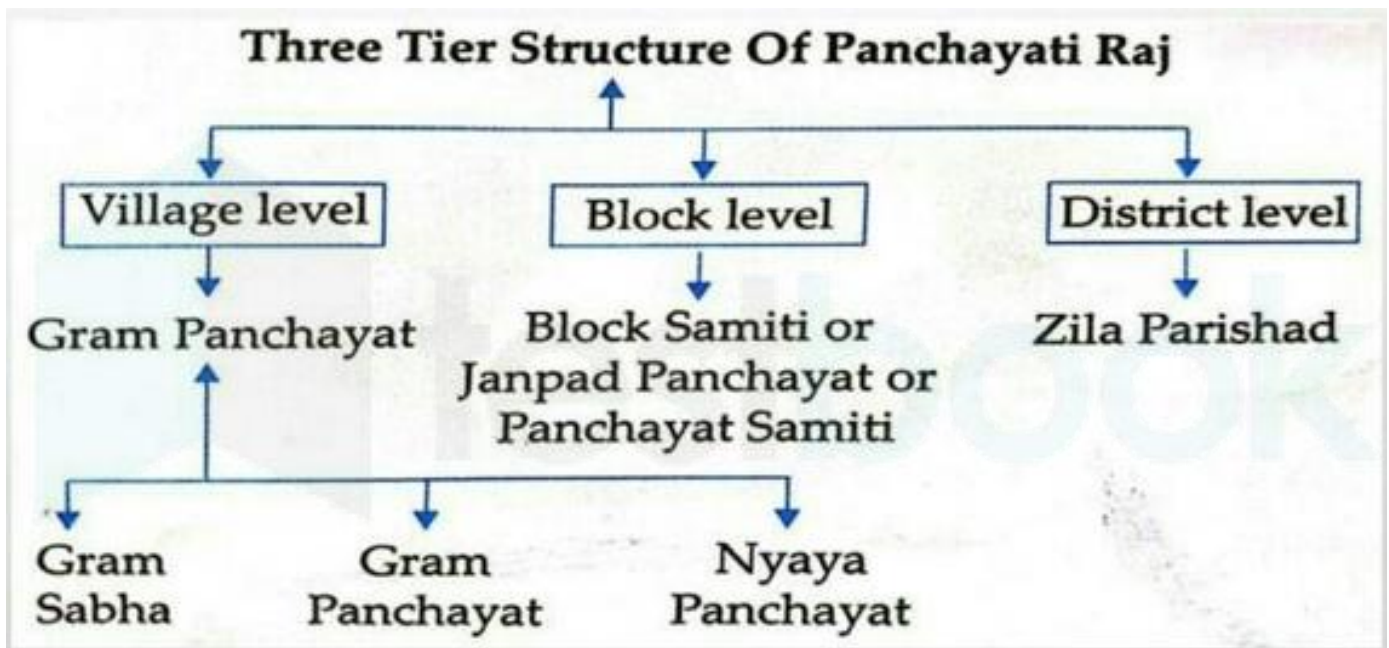 Three Tier Structure Of Panchayati Raj
Village level
Block level
District level
Gram Panchayat
Block Samiti or
Janpad Panchayat or
Panchayat Samiti
Zila Parishad
Gram
Sabha
Gram
Panchayat
Nyaya
Panchayat
testbook